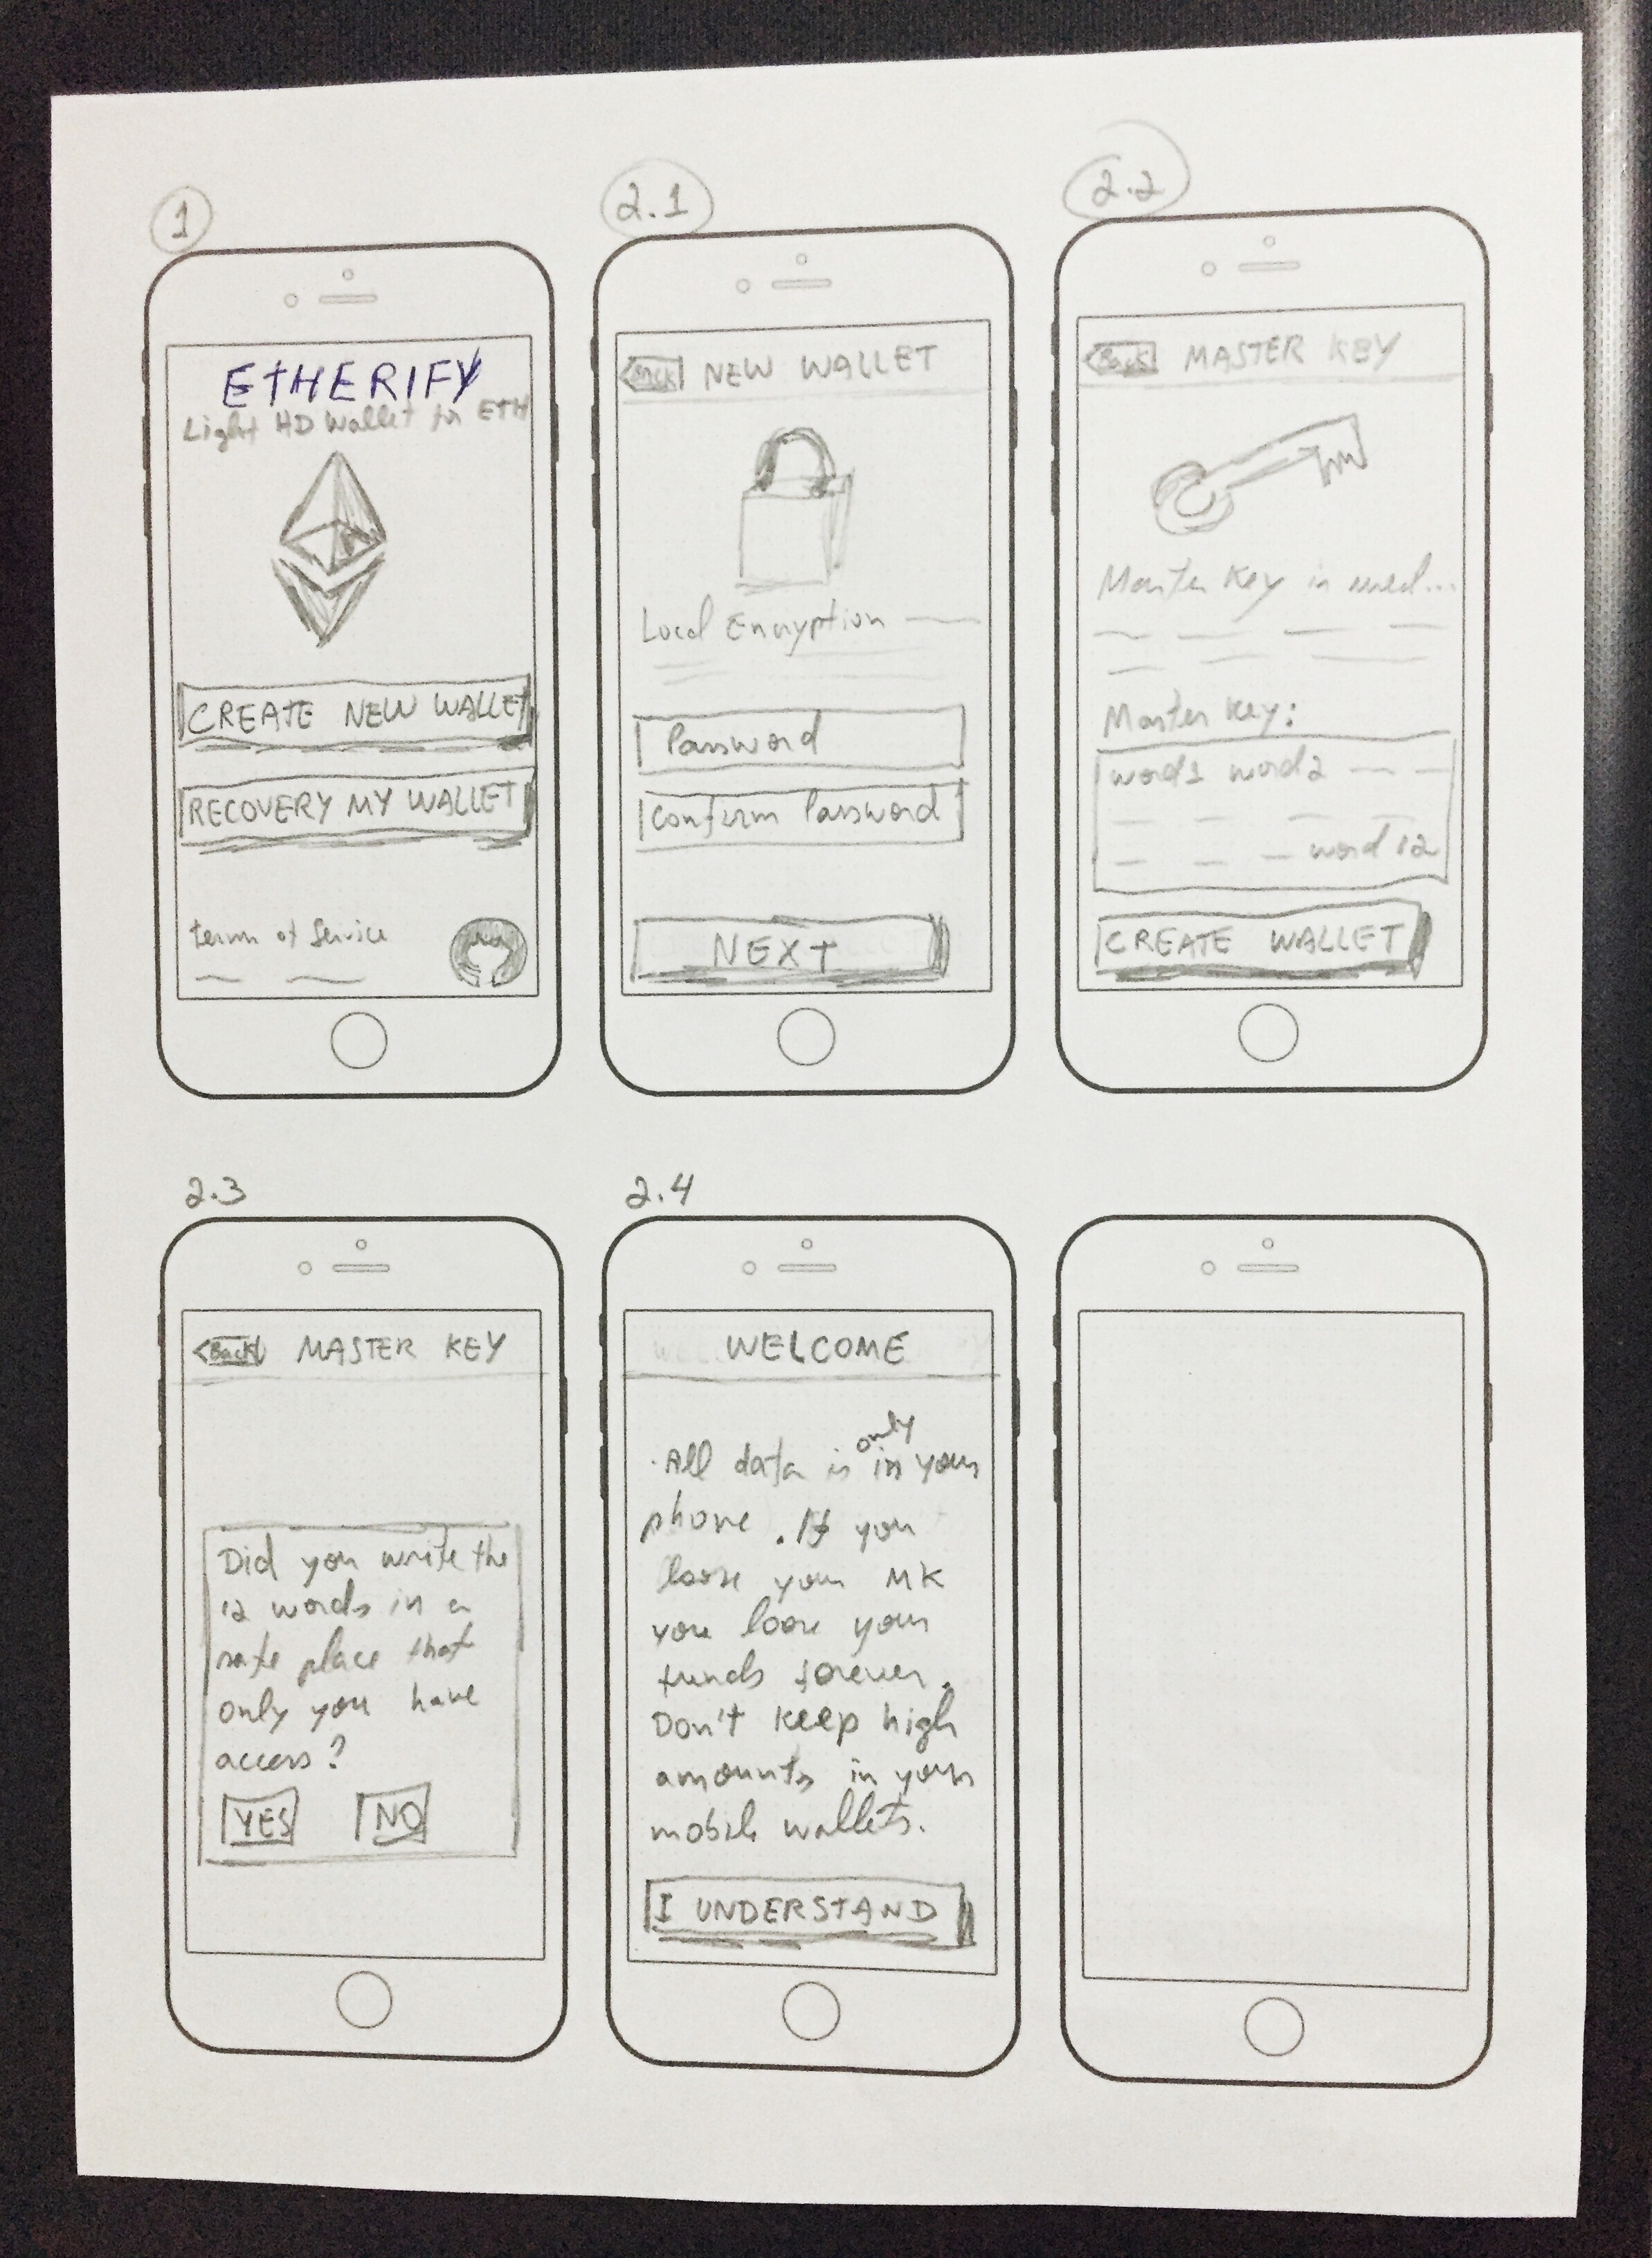 1
ETHERIFY
Light HD Wallet for ETH
CREATE NEW WALLET
RECOVERY MY WALLET
terms of Service
2.1
Back NEW WALLET
Local Encryption
Password
Confirm Password
NEXT
2.2
Back MASTER KEY
Master Key is used...
Master Key:
word1 word2
word 12
CREATE WALLET
2.3
Back MASTER KEY
Did you write the
12 words in a
safe place that
only you have
access?
YES NO
2.4
WELCOME
only
. All data is in your
phone . If you
loose your MK
you loose your
funds forever.
Don't keep high
amounts in your
mobile wallets.
I UNDERSTAND